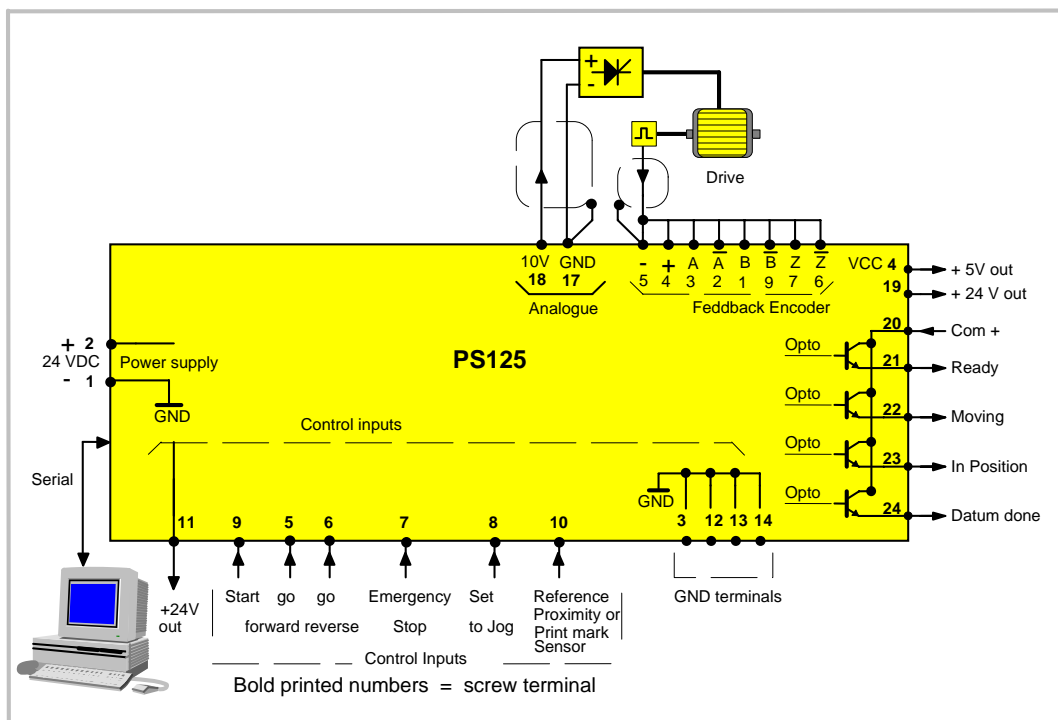 +
-
Drive
10V GND
18 17
Analogue
- + A A B B Z Z
5 4 3 2 1 9 7 6
Feddback Encoder
VCC 4
+ 5V out
19
+ 24 V out
20
Com +
Opto
21
Ready
Opto
22
Moving
Opto
23
In Position
Opto
24
Datum done
+ 2
24 VDC
- 1
Power supply
GND
PS125
Control inputs
Serial
GND
11 9 5 6 7 8 10 3 12 13 14
+24V
out
Start go go
forward reverse
Emergency
Stop
Set
to Jog
Reference
Proximity or
Print mark
Sensor
GND terminals
Control Inputs
Bold printed numbers = screw terminal